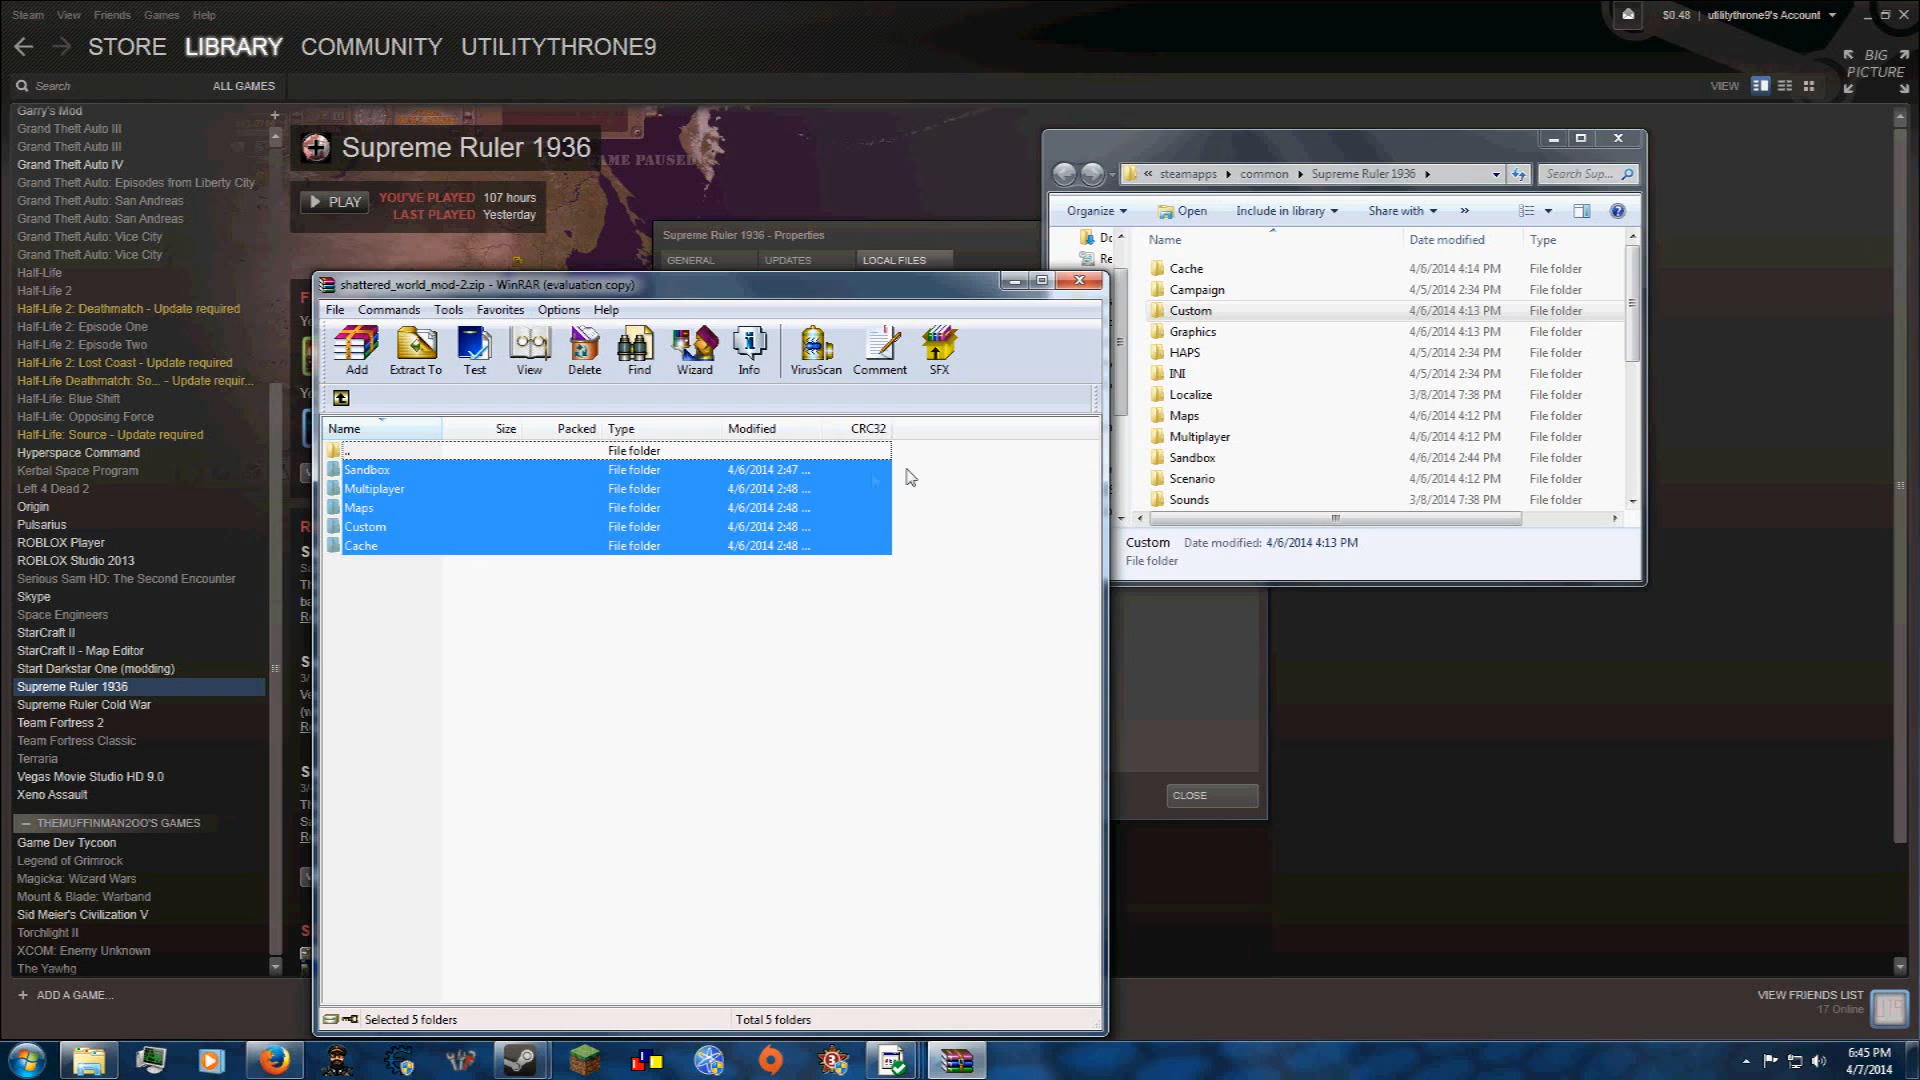 Steam View Friends Games Help
$0.48 | utilitythrone9's Account
STORE LIBRARY COMMUNITY UTILITYTHRONE9
BIG PICTURE
Search ALL GAMES
VIEW
Garry's Mod
Grand Theft Auto III
Grand Theft Auto III
Grand Theft Auto IV
Grand Theft Auto: Episodes from Liberty City
Grand Theft Auto: San Andreas
Grand Theft Auto: San Andreas
Grand Theft Auto: Vice City
Grand Theft Auto: Vice City
Half-Life
Half-Life 2
Half-Life 2: Deathmatch - Update required
Half-Life 2: Episode One
Half-Life 2: Episode Two
Half-Life 2: Lost Coast - Update required
Half-Life Deathmatch: So... - Update requir...
Half-Life: Blue Shift
Half-Life: Opposing Force
Half-Life: Source - Update required
Hyperspace Command
Kerbal Space Program
Left 4 Dead 2
Origin
Pulsarius
ROBLOX Player
ROBLOX Studio 2013
Serious Sam HD: The Second Encounter
Skype
Space Engineers
StarCraft II
StarCraft II - Map Editor
Start Darkstar One (modding)
Supreme Ruler 1936
Supreme Ruler Cold War
Team Fortress 2
Team Fortress Classic
Terraria
Vegas Movie Studio HD 9.0
Xeno Assault
— THEMUFFINMAN2OO'S GAMES
Game Dev Tycoon
Legend of Grimrock
Magicka: Wizard Wars
Mount & Blade: Warband
Sid Meier's Civilization V
Torchlight II
XCOM: Enemy Unknown
The Yawhg
+ ADD A GAME...
Supreme Ruler 1936
AME PAUSED
PLAY
YOU'VE PLAYED 107 hours
LAST PLAYED Yesterday
Supreme Ruler 1936 - Properties
GENERAL UPDATES LOCAL FILES
CLOSE
shattered_world_mod-2.zip - WinRAR (evaluation copy)
File Commands Tools Favorites Options Help
Add Extract To Test View Delete Find Wizard Info VirusScan Comment SFX
Name Size Packed Type Modified CRC32
.. File folder
Sandbox File folder 4/6/2014 2:47 ...
Multiplayer File folder 4/6/2014 2:48 ...
Maps File folder 4/6/2014 2:48 ...
Custom File folder 4/6/2014 2:48 ...
Cache File folder 4/6/2014 2:48 ...
Selected 5 folders Total 5 folders
« steamapps common Supreme Ruler 1936 Search Sup...
Organize Open Include in library Share with »
Do
Re
Name Date modified Type
Cache 4/6/2014 4:14 PM File folder
Campaign 4/5/2014 2:34 PM File folder
Custom 4/6/2014 4:13 PM File folder
Graphics 4/6/2014 4:13 PM File folder
HAPS 4/5/2014 2:34 PM File folder
INI 4/5/2014 2:34 PM File folder
Localize 3/8/2014 7:38 PM File folder
Maps 4/6/2014 4:12 PM File folder
Multiplayer 4/6/2014 4:12 PM File folder
Sandbox 4/6/2014 2:44 PM File folder
Scenario 4/6/2014 4:12 PM File folder
Sounds 3/8/2014 7:38 PM File folder
Custom Date modified: 4/6/2014 4:13 PM
File folder
VIEW FRIENDS LIST
17 Online
6:45 PM
4/7/2014